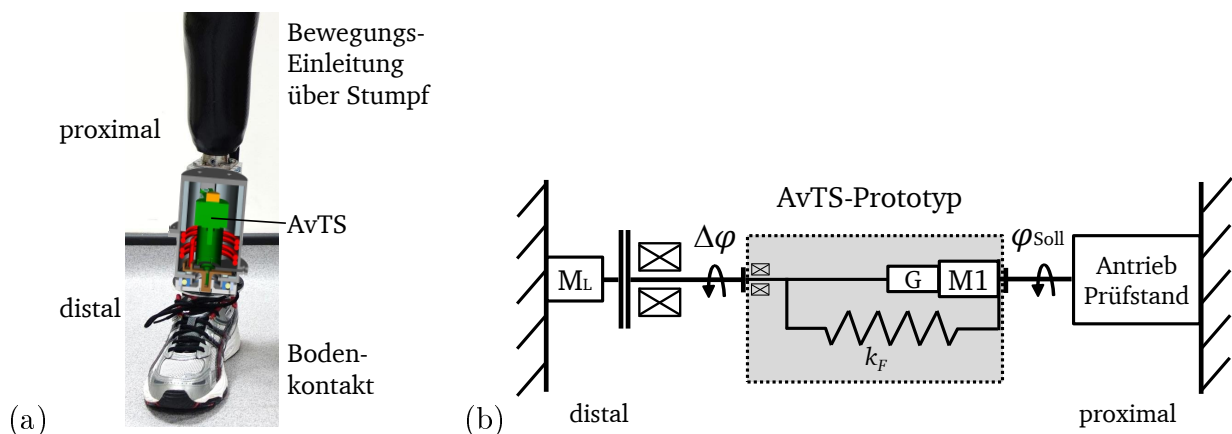 Bewegungs-
Einleitung
über Stumpf
proximal
AvTS
distal
Boden-
kontakt
(a)
AvTS-Prototyp
Δφ
φSoll
ML
G
M1
Antrieb
Prüfstand
kF
(b)
distal
proximal